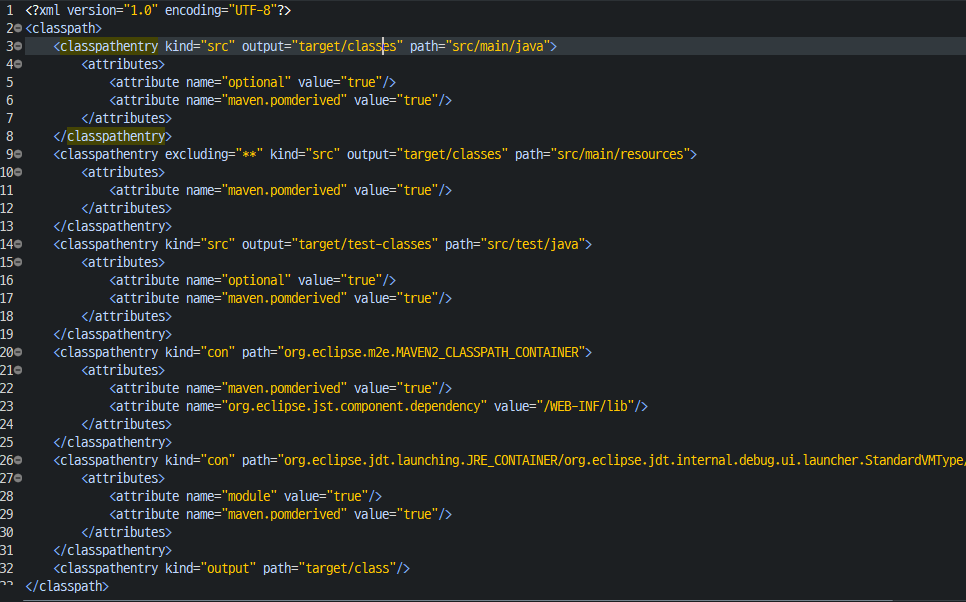 1 <?xml version="1.0" encoding="UTF-8"?>
2 <classpath>
3 <classpathentry kind="src" output="target/classes" path="src/main/java">
4 <attributes>
5 <attribute name="optional" value="true"/>
6 <attribute name="maven.pomderived" value="true"/>
7 </attributes>
8 </classpathentry>
9 <classpathentry excluding="**" kind="src" output="target/classes" path="src/main/resources">
10 <attributes>
11 <attribute name="maven.pomderived" value="true"/>
12 </attributes>
13 </classpathentry>
14 <classpathentry kind="src" output="target/test-classes" path="src/test/java">
15 <attributes>
16 <attribute name="optional" value="true"/>
17 <attribute name="maven.pomderived" value="true"/>
18 </attributes>
19 </classpathentry>
20 <classpathentry kind="con" path="org.eclipse.m2e.MAVEN2_CLASSPATH_CONTAINER">
21 <attributes>
22 <attribute name="maven.pomderived" value="true"/>
23 <attribute name="org.eclipse.jst.component.dependency" value="/WEB-INF/lib"/>
24 </attributes>
25 </classpathentry>
26 <classpathentry kind="con" path="org.eclipse.jdt.launching.JRE_CONTAINER/org.eclipse.jdt.internal.debug.ui.launcher.StandardVMType/
27 <attributes>
28 <attribute name="module" value="true"/>
29 <attribute name="maven.pomderived" value="true"/>
30 </attributes>
31 </classpathentry>
32 <classpathentry kind="output" path="target/class"/>
</classpath>